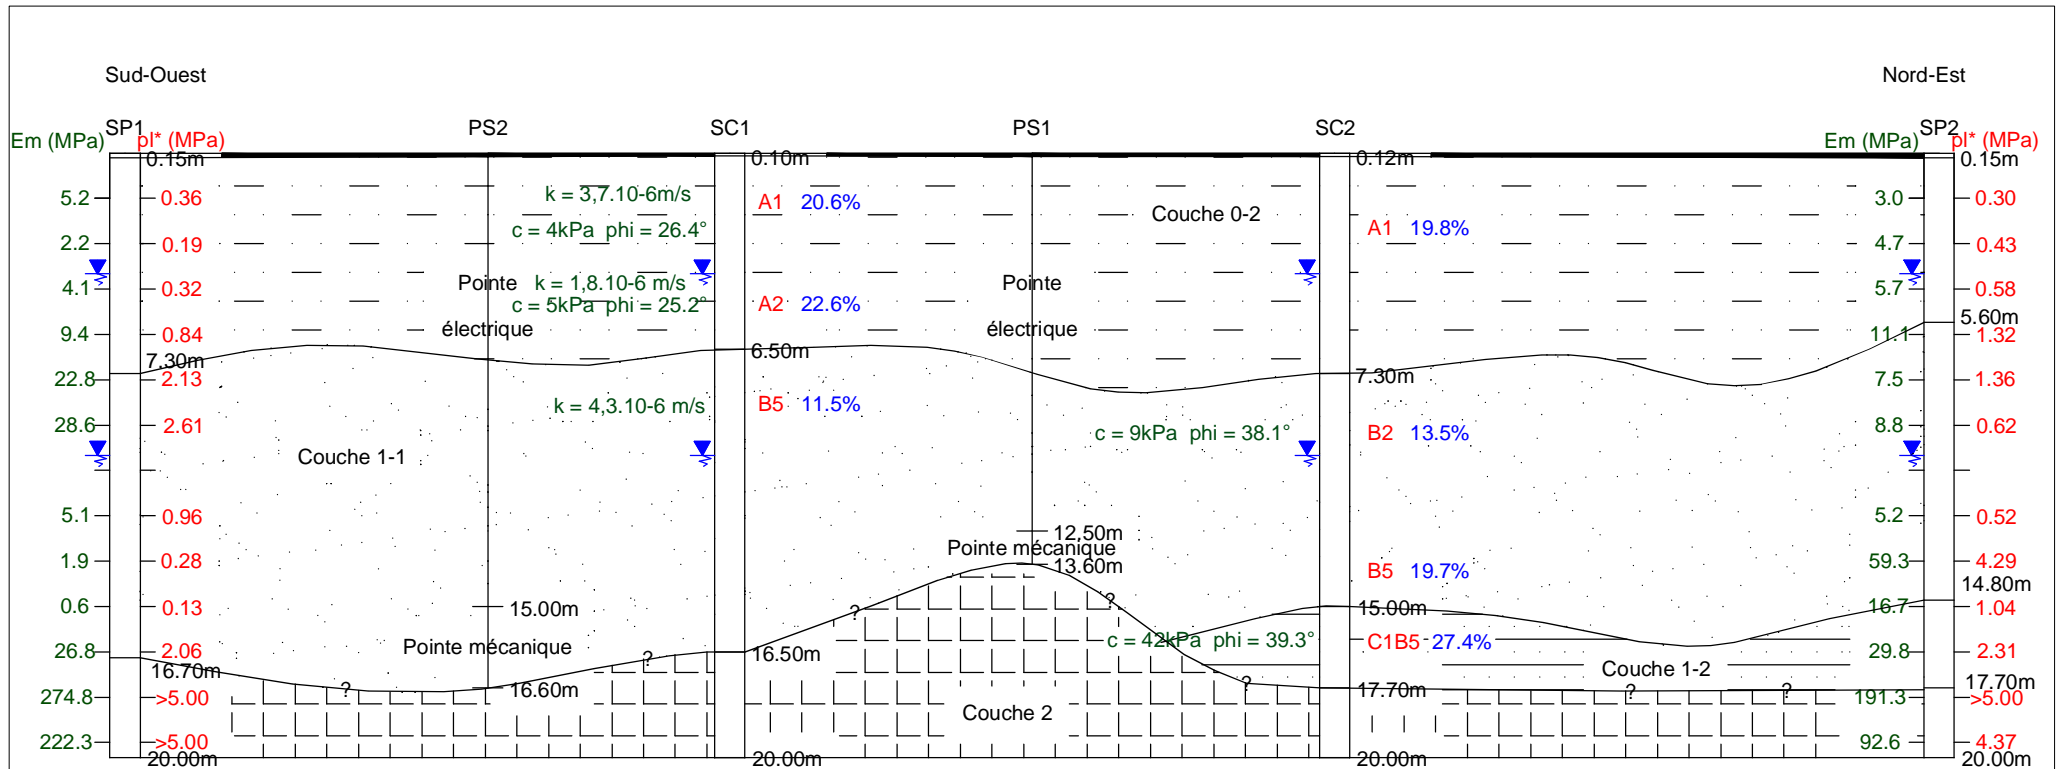 Sud-Ouest
Nord-Est
SP1
PS2
SC1
PS1
SC2
SP2
Em (MPa)
pl* (MPa)
Em (MPa)
pl* (MPa)
0.15m
0.10m
0.12m
0.15m
5.2
0.36
k = 3,7.10-6m/s
A1 20.6%
Couche 0-2
3.0
0.30
c = 4kPa phi = 26.4°
A1 19.8%
2.2
0.19
4.7
0.43
Pointe
k = 1,8.10-6 m/s
Pointe
4.1
0.32
c = 5kPa phi = 25.2°
A2 22.6%
5.7
0.58
électrique
électrique
5.60m
9.4
0.84
11.1
1.32
7.30m
6.50m
7.30m
22.8
2.13
7.5
1.36
k = 4,3.10-6 m/s
B5 11.5%
28.6
2.61
c = 9kPa phi = 38.1°
B2 13.5%
8.8
0.62
Couche 1-1
5.1
0.96
5.2
0.52
12.50m
Pointe mécanique
13.60m
1.9
0.28
B5 19.7%
59.3
4.29
14.80m
0.6
0.13
15.00m
15.00m
16.7
1.04
Pointe mécanique
c = 42kPa phi = 39.3°
C1B5 27.4%
26.8
2.06
?
?
?
16.50m
29.8
2.31
Couche 1-2
16.70m
?
16.60m
?
17.70m
?
?
17.70m
274.8
>5.00
191.3
>5.00
Couche 2
222.3
>5.00
92.6
4.37
20.00m
20.00m
20.00m
20.00m